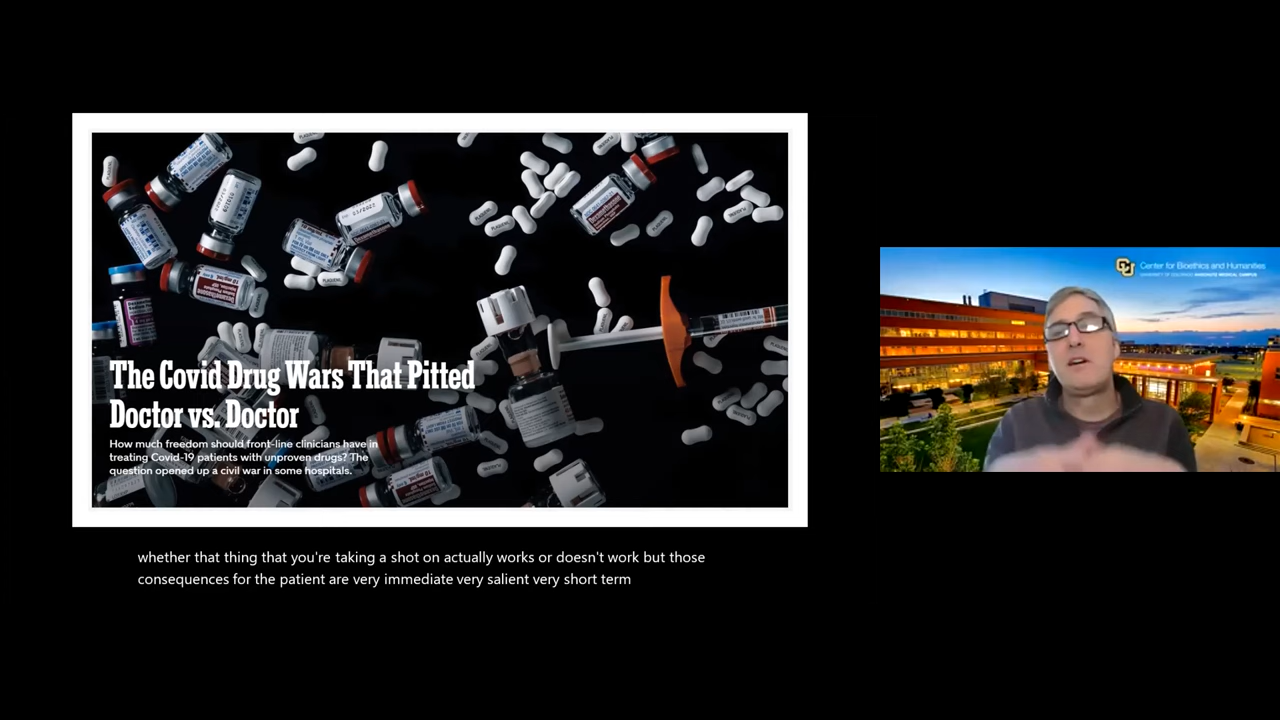 The Covid Drug Wars That Pitted
Doctor vs. Doctor
How much freedom should front-line clinicians have in
treating Covid-19 patients with unproven drugs? The
question opened up a civil war in some hospitals.
Center for Bioethics and Humanities
UNIVERSITY OF COLORADO ANSCHUTZ MEDICAL CAMPUS
whether that thing that you're taking a shot on actually works or doesn't work but those
consequences for the patient are very immediate very salient very short term